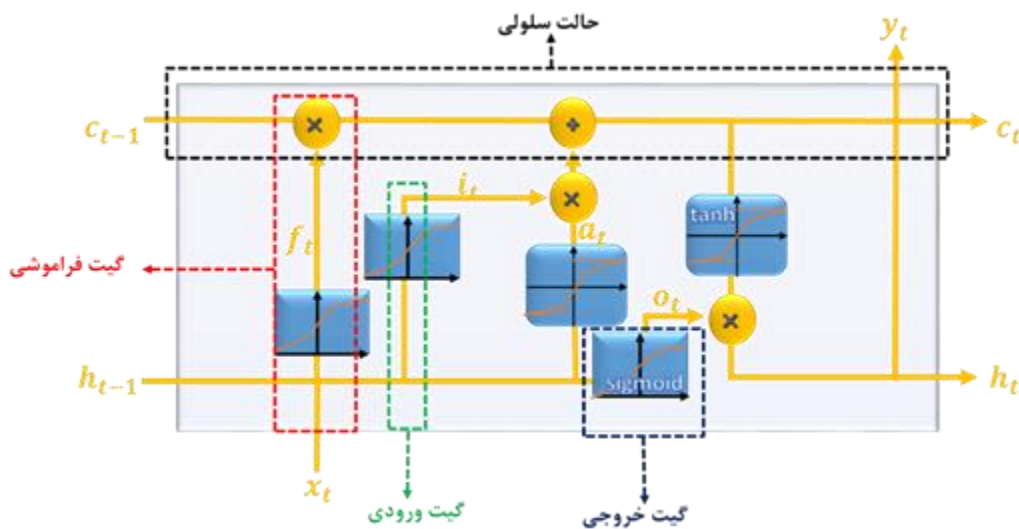 حالت سلولی
y_t
c_{t-1}
c_t
i_t
f_t
a_t
tanh
گیت فراموشی
o_t
sigmoid
h_{t-1}
h_t
x_t
گیت ورودی
گیت خروجی